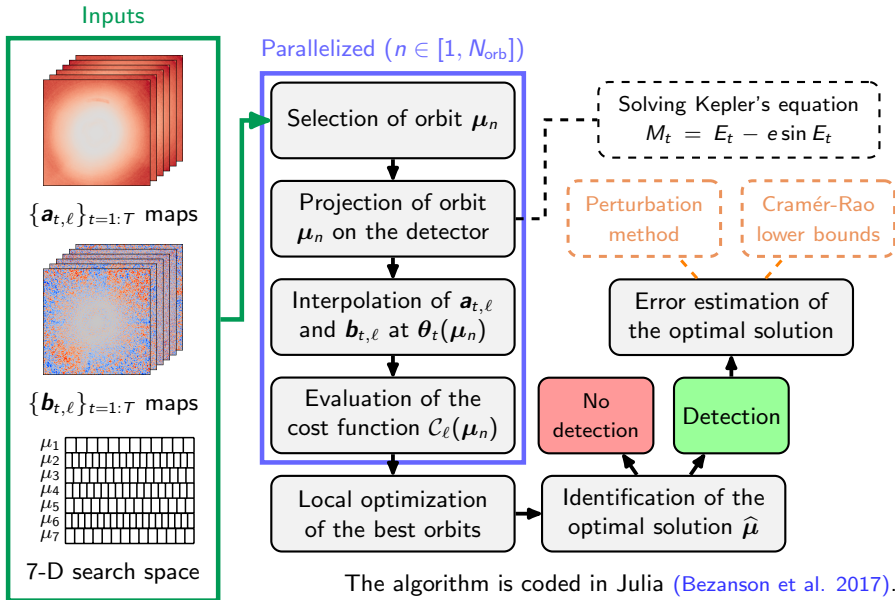 Inputs
{a_{t,ℓ}}_{t=1:T} maps
{b_{t,ℓ}}_{t=1:T} maps
μ₁
μ₂
μ₃
μ₄
μ₅
μ₆
μ₇
7-D search space
Parallelized (n ∈ [1, N_orb])
Selection of orbit μ_n
Projection of orbit
μ_n on the detector
Interpolation of a_{t,ℓ}
and b_{t,ℓ} at θ_t(μ_n)
Evaluation of the
cost function C_ℓ(μ_n)
Local optimization
of the best orbits
Solving Kepler's equation
M_t = E_t − e sin E_t
Perturbation
method
Cramér-Rao
lower bounds
Error estimation of
the optimal solution
No
detection
Detection
Identification of the
optimal solution μ̂
The algorithm is coded in Julia (Bezanson et al. 2017).